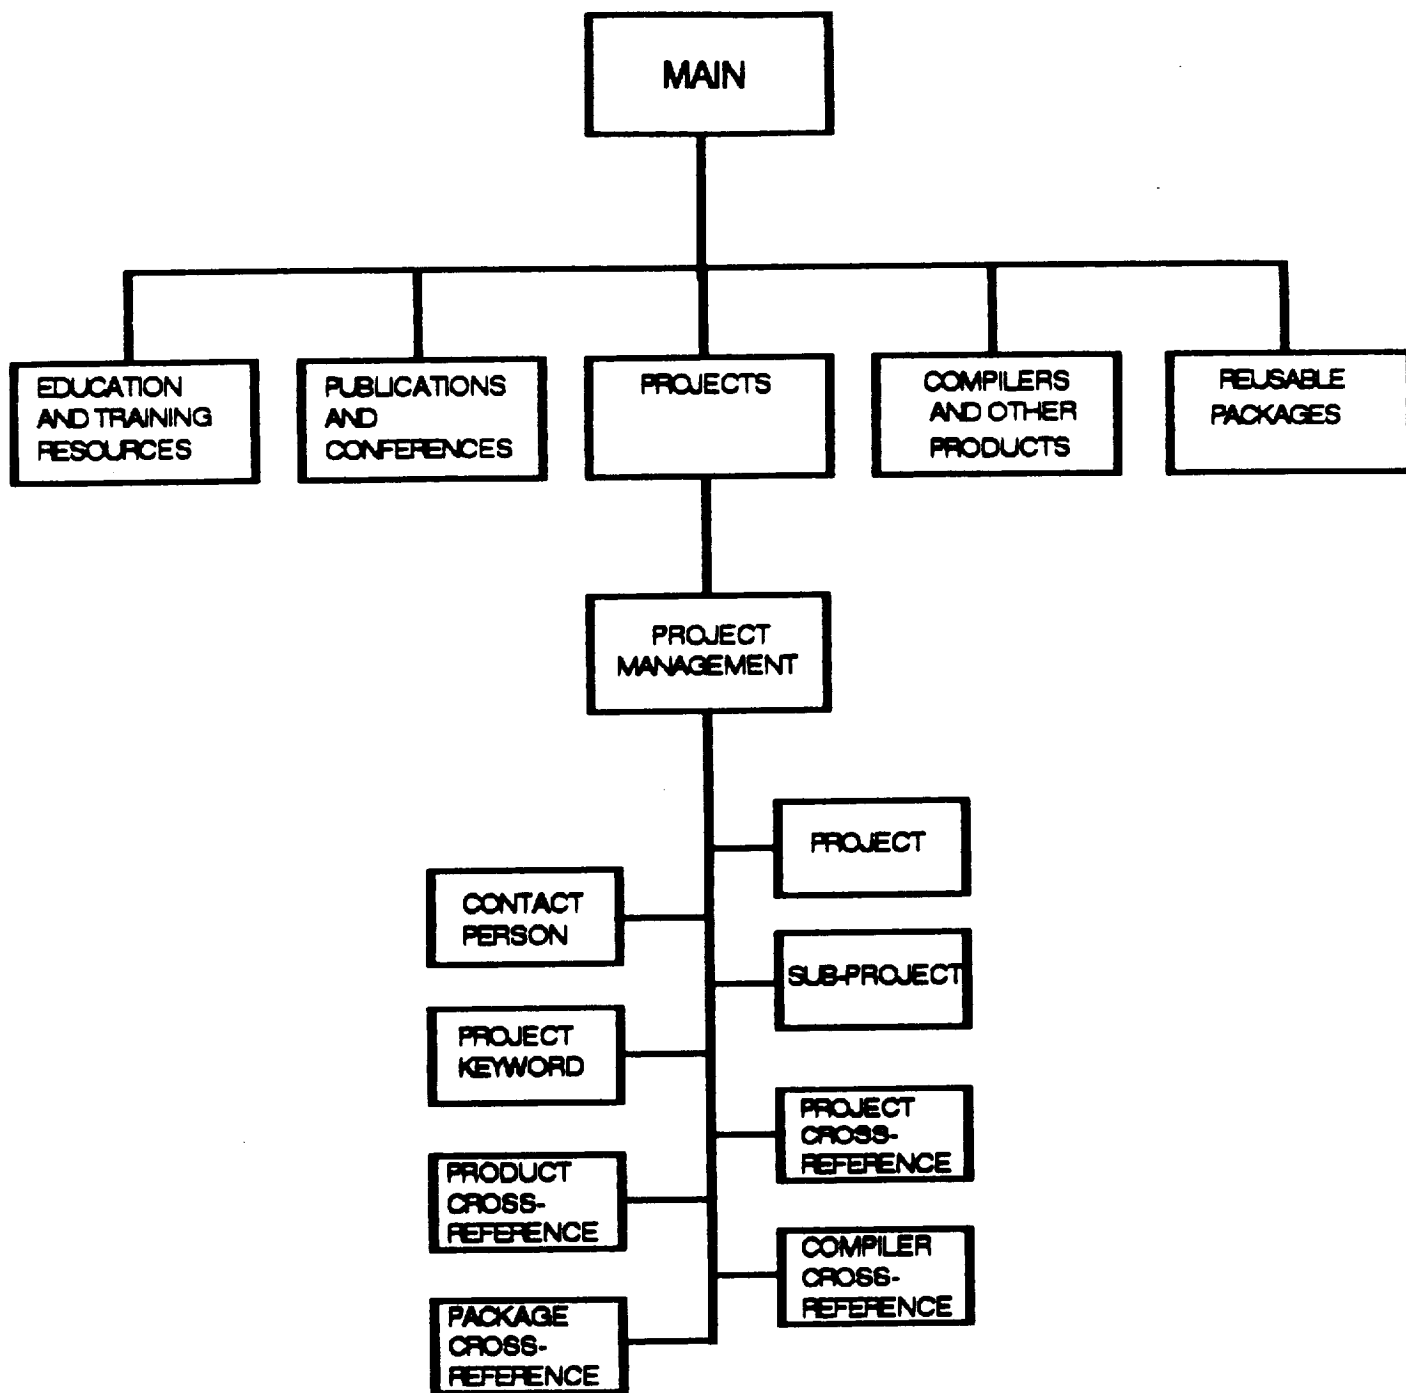 MAIN
EDUCATION
AND TRAINING
RESOURCES
PUBLICATIONS
AND
CONFERENCES
PROJECTS
COMPILERS
AND OTHER
PRODUCTS
REUSABLE
PACKAGES
PROJECT
MANAGEMENT
PROJECT
CONTACT
PERSON
SUB-PROJECT
PROJECT
KEYWORD
PROJECT
CROSS-
REFERENCE
PRODUCT
CROSS-
REFERENCE
COMPILER
CROSS-
REFERENCE
PACKAGE
CROSS-
REFERENCE